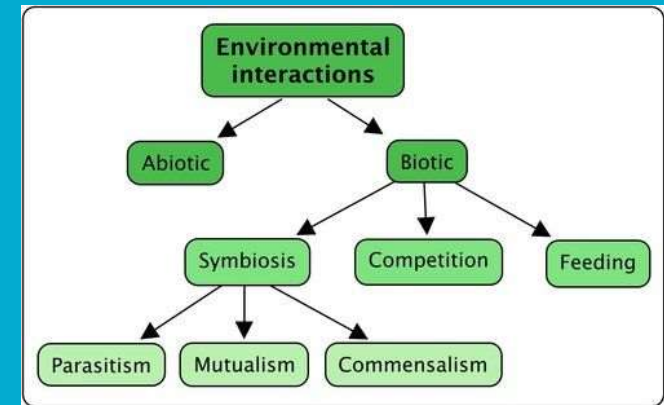 Environmental
interactions
Abiotic
Biotic
Symbiosis
Competition
Feeding
Parasitism
Mutualism
Commensalism